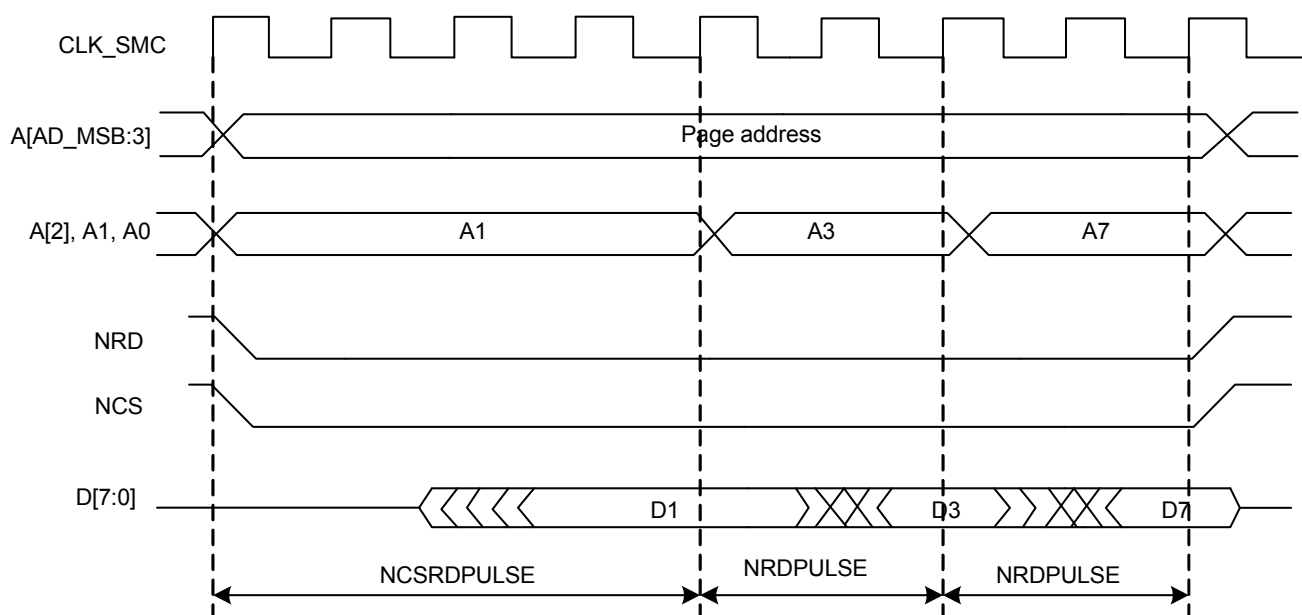 CLK_SMC
A[AD_MSB:3]
Page address
A[2], A1, A0
A1
A3
A7
NRD
NCS
D[7:0]
D1
D3
D7
NCSRDPULSE
NRDPULSE
NRDPULSE